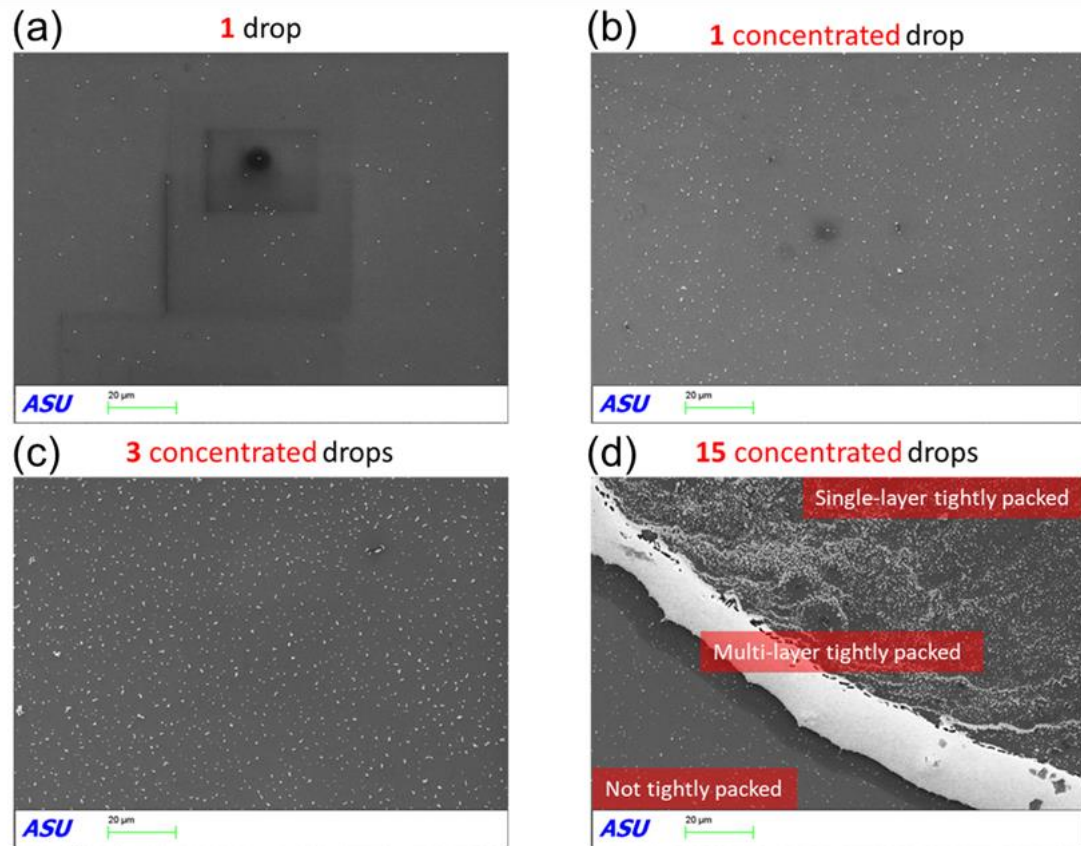 (a) 1 drop
(b) 1 concentrated drop
ASU 20 µm
ASU 20 µm
(c) 3 concentrated drops
(d) 15 concentrated drops
Single-layer tightly packed
Multi-layer tightly packed
Not tightly packed
ASU 20 µm
ASU 20 µm